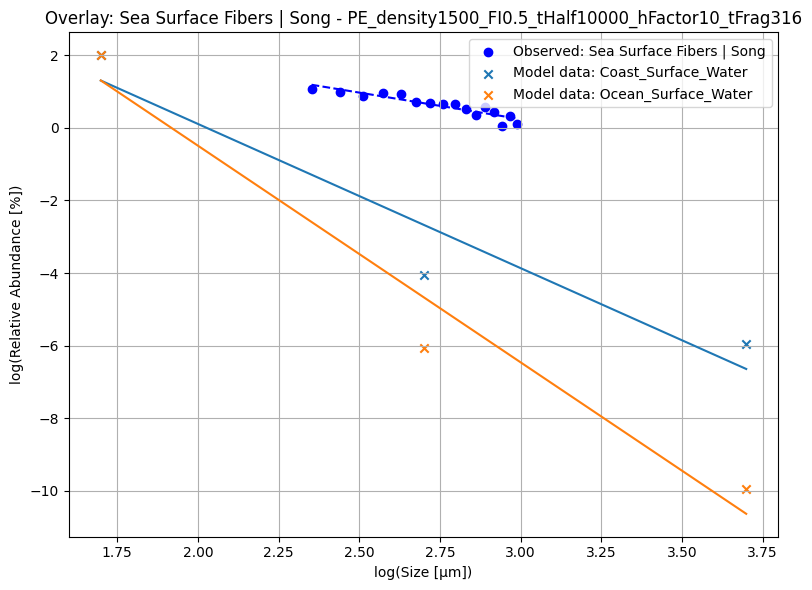 Overlay: Sea Surface Fibers | Song - PE_density1500_FI0.5_tHalf10000_hFactor10_tFrag316
Observed: Sea Surface Fibers | Song
Model data: Coast_Surface_Water
Model data: Ocean_Surface_Water
log(Relative Abundance [%])
2
0
−2
−4
−6
−8
−10
1.75
2.00
2.25
2.50
2.75
3.00
3.25
3.50
3.75
log(Size [μm])